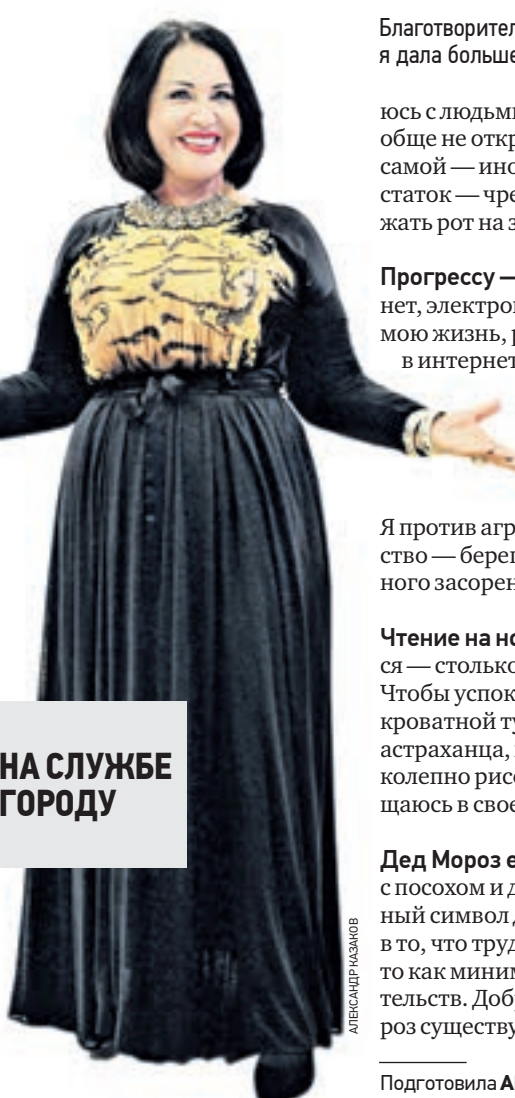 Благотворител
я дала больше
юсь с людьми
обще не откр
самой — ино
статок — чре
жать рот на з
Прогрессу —
нет, электро
мою жизнь, р
в интернет
Я против агр
ство — берег
ного засорен
Чтение на но
ся — столько
Чтобы успок
кроватной ту
астраханца,
колепно рис
щаюсь в свое
Дед Мороз е
с посохом и д
ный символ д
в то, что труд
то как миним
тельств. Доб
роз существу
Подготовила А
НА СЛУЖБЕ
ГОРОДУ
АЛЕКСАНДР КАЗАКОВ